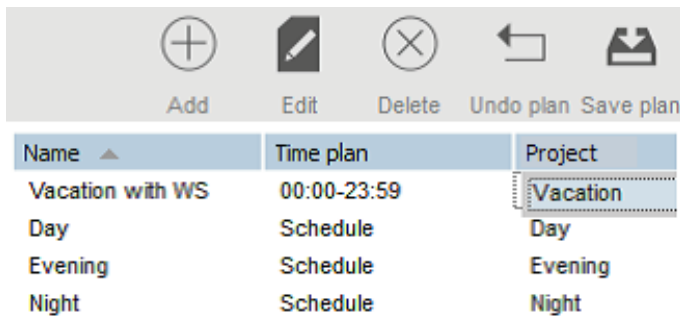 Add Edit Delete Undo plan Save plan
Name Time plan Project
Vacation with WS 00:00-23:59 Vacation
Day Schedule Day
Evening Schedule Evening
Night Schedule Night